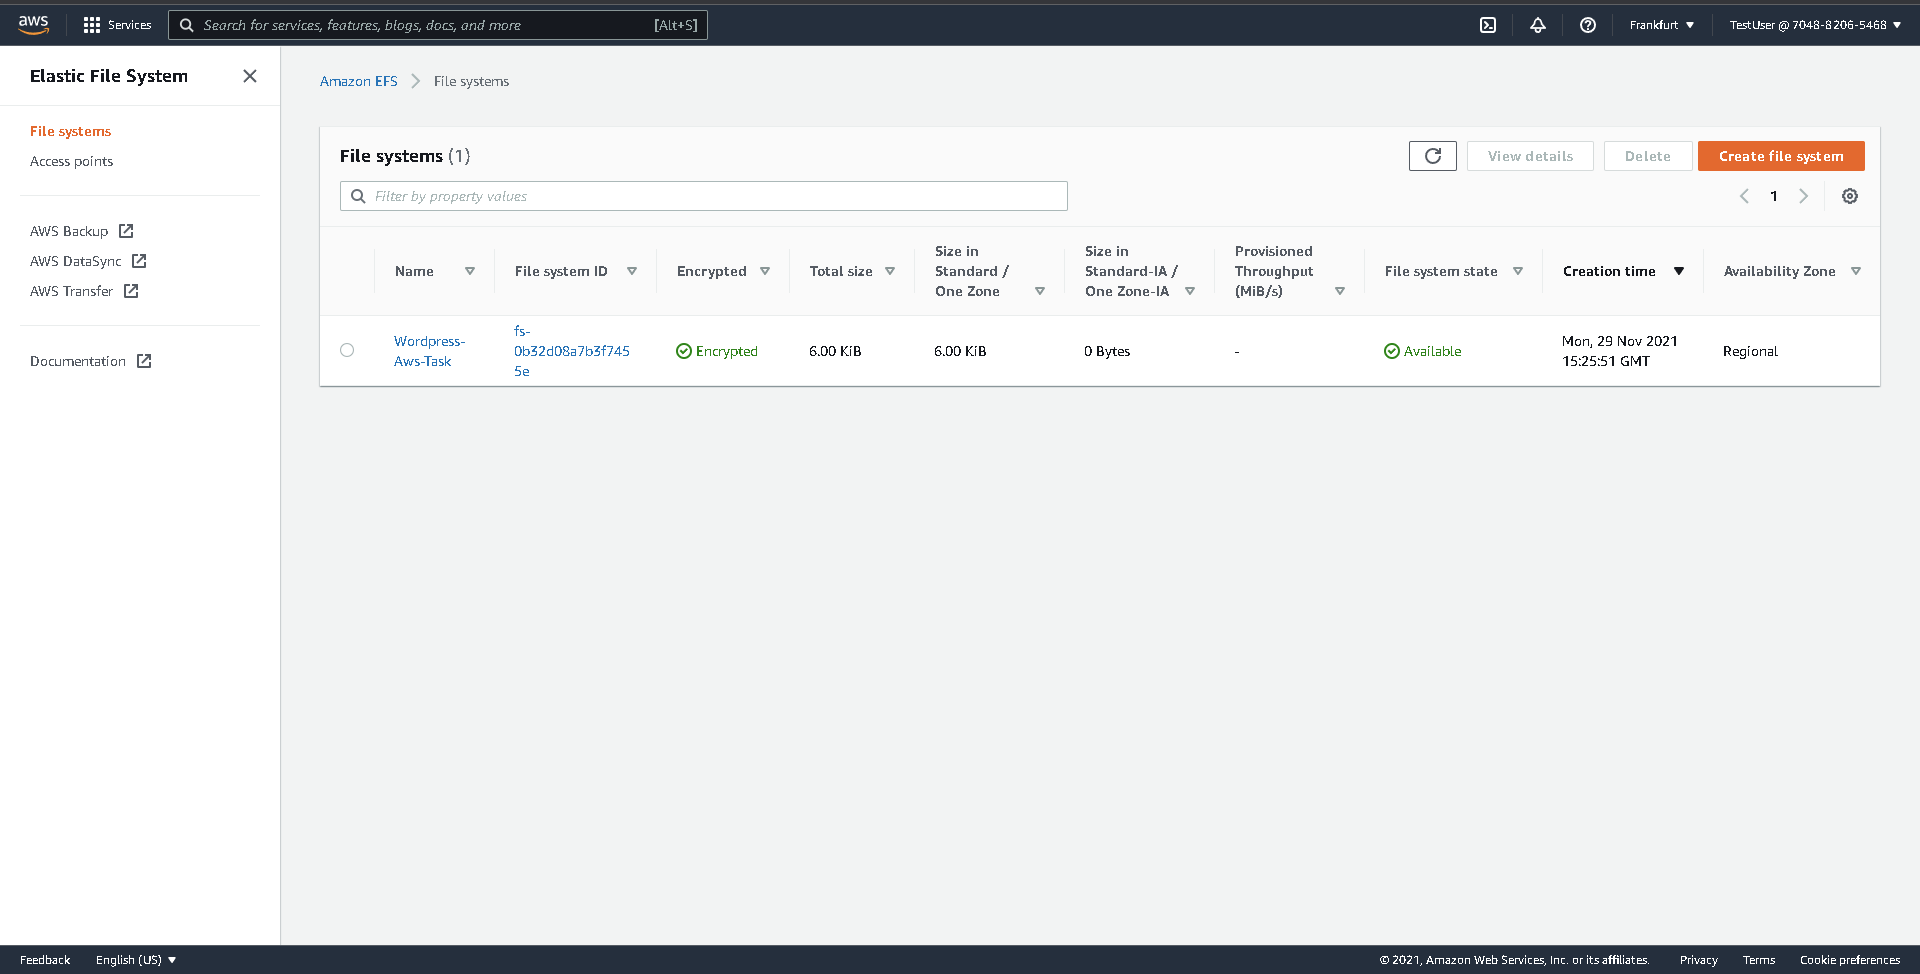 aws
Services
Search for services, features, blogs, docs, and more
[Alt+S]
Frankfurt
TestUser @ 7048-8206-5468
Elastic File System
File systems
Access points
AWS Backup
AWS DataSync
AWS Transfer
Documentation
Amazon EFS
File systems
File systems (1)
View details
Delete
Create file system
Filter by property values
1
Name
File system ID
Encrypted
Total size
Size in
Standard /
One Zone
Size in
Standard-IA /
One Zone-IA
Provisioned
Throughput
(MiB/s)
File system state
Creation time
Availability Zone
Wordpress-
Aws-Task
fs-
0b32d08a7b3f745
5e
Encrypted
6.00 KiB
6.00 KiB
0 Bytes
-
Available
Mon, 29 Nov 2021
15:25:51 GMT
Regional
Feedback
English (US)
© 2021, Amazon Web Services, Inc. or its affiliates.
Privacy
Terms
Cookie preferences